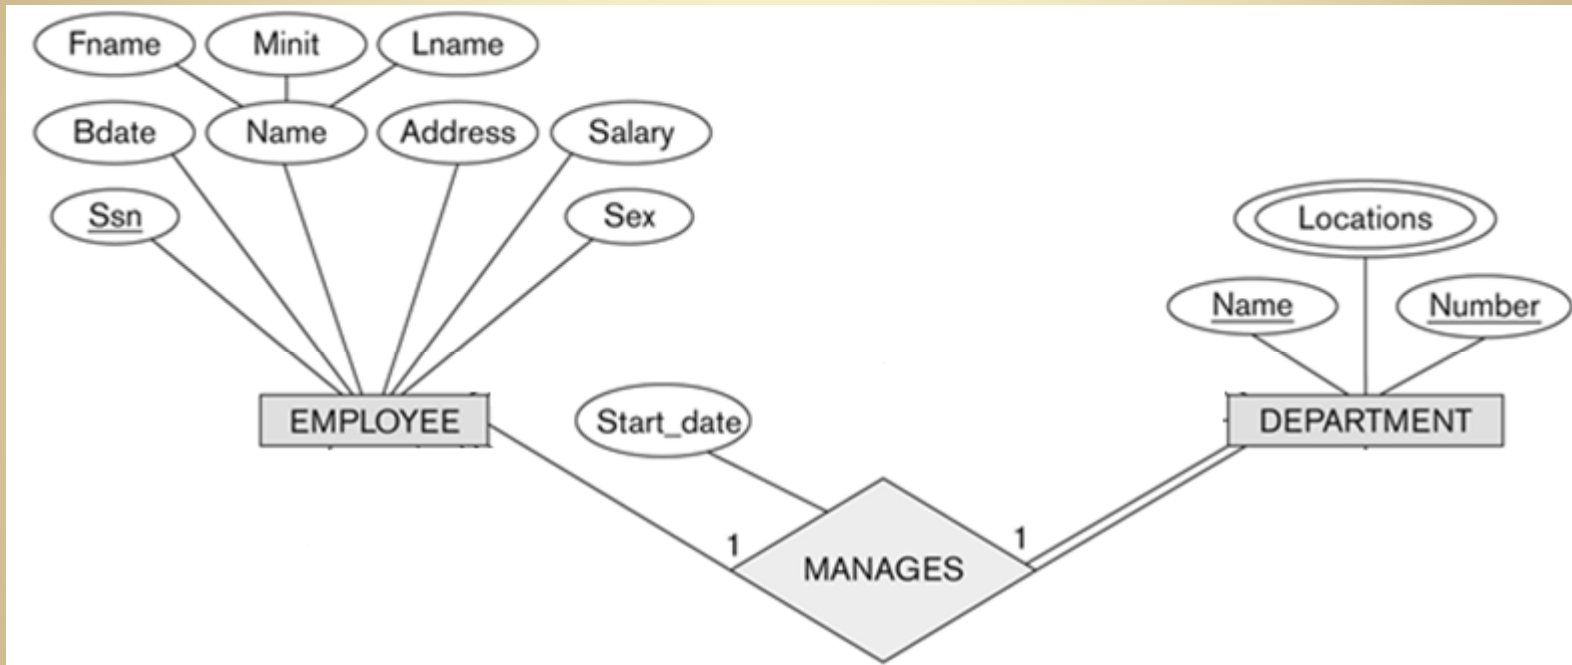 Fname
Minit
Lname
Bdate
Name
Address
Salary
Ssn
Sex
Locations
Name
Number
EMPLOYEE
Start_date
DEPARTMENT
1
1
MANAGES